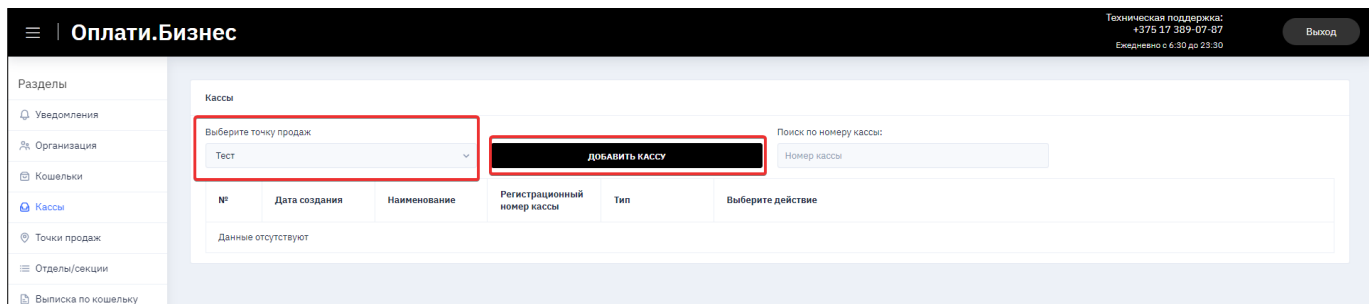 Оплати.Бизнес
Техническая поддержка:
+375 17 389-07-87
Ежедневно с 6:30 до 23:30
Выход
Разделы
Уведомления
Организация
Кошельки
Кассы
Точки продаж
Отделы/секции
Выписка по кошельку
Кассы
Выберите точку продаж
Тест
ДОБАВИТЬ КАССУ
Поиск по номеру кассы:
Номер кассы
№ Дата создания Наименование Регистрационный номер кассы Тип Выберите действие
Данные отсутствуют